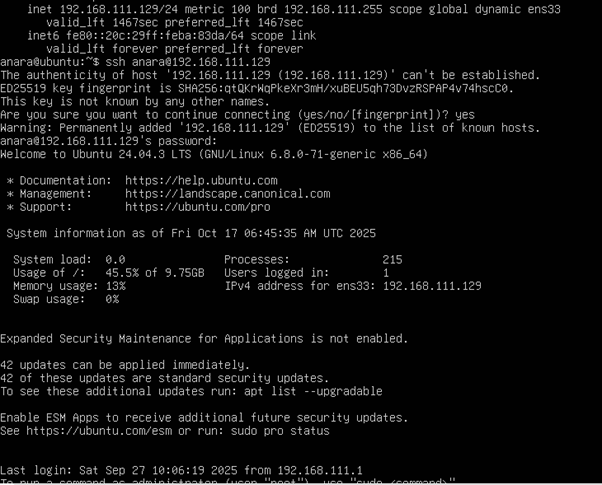 inet 192.168.111.129/24 metric 100 brd 192.168.111.255 scope global dynamic ens33
valid_lft 1467sec preferred_lft 1467sec
inet6 fe80::20c:29ff:feba:83da/64 scope link
valid_lft forever preferred_lft forever
anara@ubuntu:~$ ssh anara@192.168.111.129
The authenticity of host '192.168.111.129 (192.168.111.129)' can't be established.
ED25519 key fingerprint is SHA256:qtQKrWqPkeXr3mH/xuBEU5qh73DvzRSPAP4v74hscC0.
This key is not known by any other names.
Are you sure you want to continue connecting (yes/no/[fingerprint])? yes
Warning: Permanently added '192.168.111.129' (ED25519) to the list of known hosts.
anara@192.168.111.129's password:
Welcome to Ubuntu 24.04.3 LTS (GNU/Linux 6.8.0-71-generic x86_64)
* Documentation:  https://help.ubuntu.com
* Management:     https://landscape.canonical.com
* Support:        https://ubuntu.com/pro
System information as of Fri Oct 17 06:45:35 AM UTC 2025
System load:  0.0               Processes:              215
Usage of /:   45.5% of 9.75GB   Users logged in:        1
Memory usage: 13%               IPv4 address for ens33: 192.168.111.129
Swap usage:   0%
Expanded Security Maintenance for Applications is not enabled.
42 updates can be applied immediately.
42 of these updates are standard security updates.
To see these additional updates run: apt list --upgradable
Enable ESM Apps to receive additional future security updates.
See https://ubuntu.com/esm or run: sudo pro status
Last login: Sat Sep 27 10:06:19 2025 from 192.168.111.1
To run a command as administrator (user "root"), use "sudo <command>".